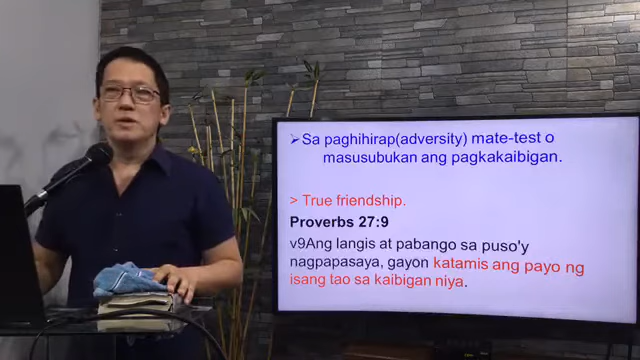 ➢Sa paghihirap(adversity) mate-test o
masusubukan ang pagkakaibigan.
> True friendship.
Proverbs 27:9
v9Ang langis at pabango sa puso'y
nagpapasaya, gayon katamis ang payo ng
isang tao sa kaibigan niya.